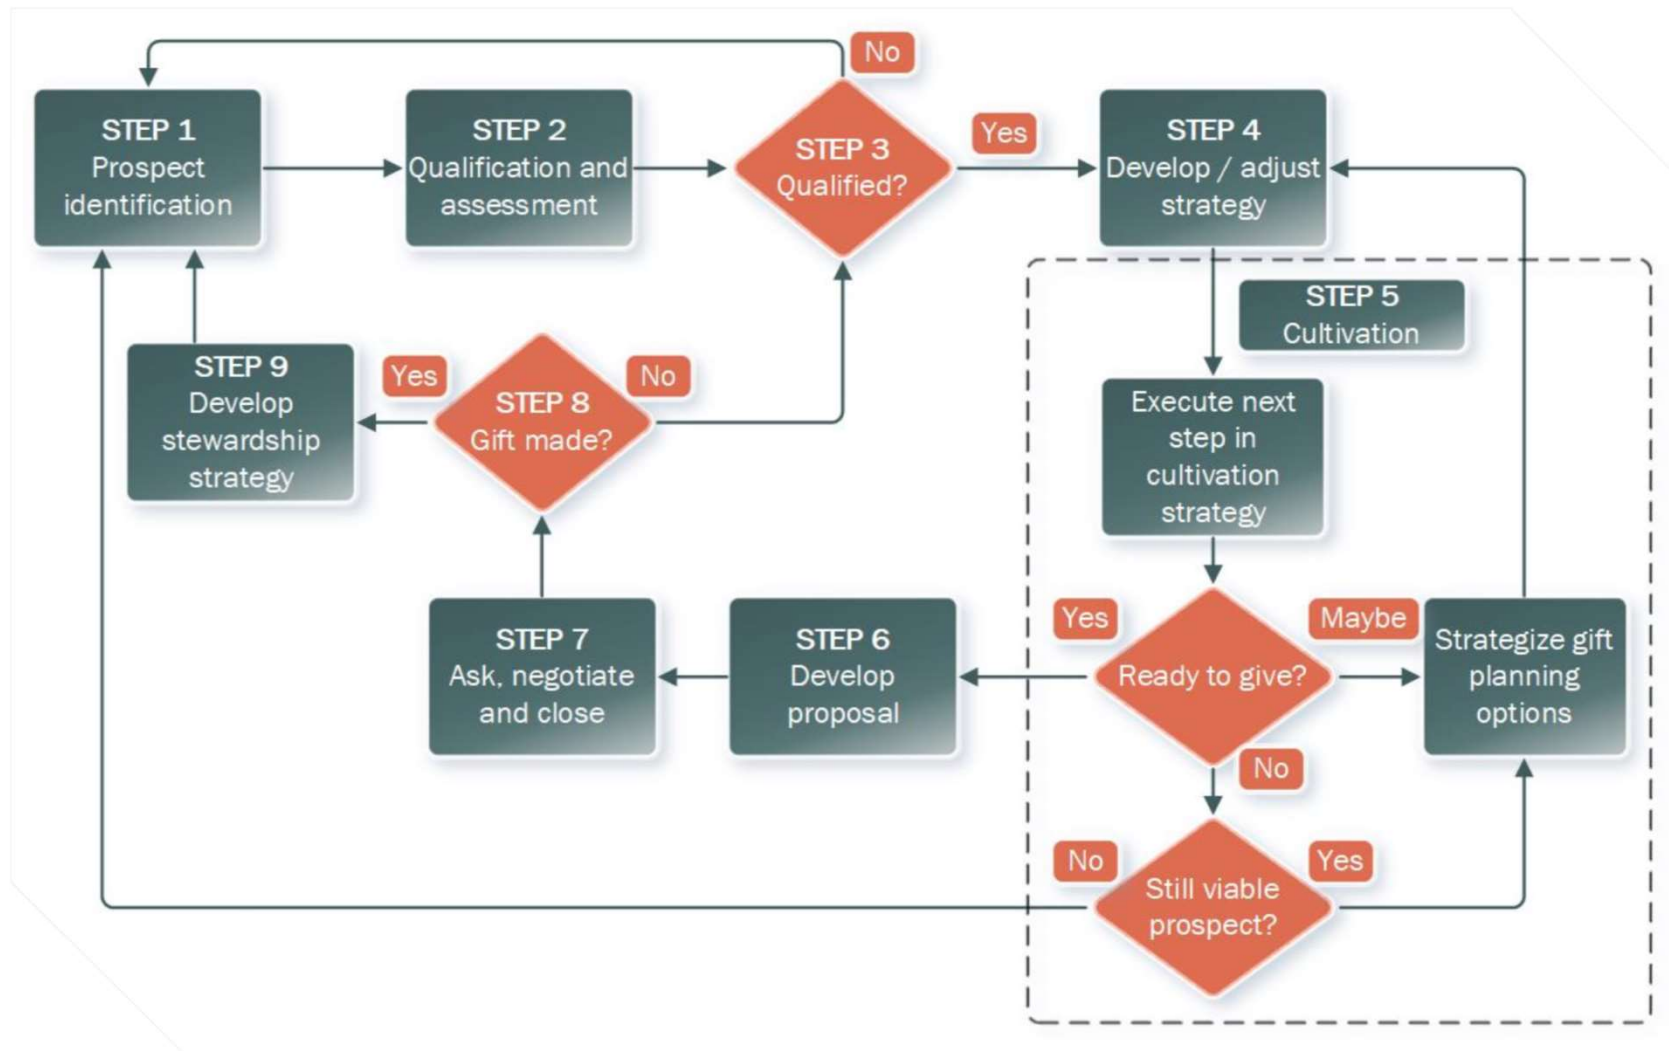 No
STEP 1
Prospect
identification
STEP 2
Qualification and
assessment
STEP 3
Qualified?
Yes
STEP 4
Develop / adjust
strategy
STEP 5
Cultivation
STEP 9
Develop
stewardship
strategy
Yes
STEP 8
Gift made?
No
Execute next
step in
cultivation
strategy
STEP 7
Ask, negotiate
and close
STEP 6
Develop
proposal
Yes
Ready to give?
Maybe
Strategize gift
planning
options
No
No
Still viable
prospect?
Yes